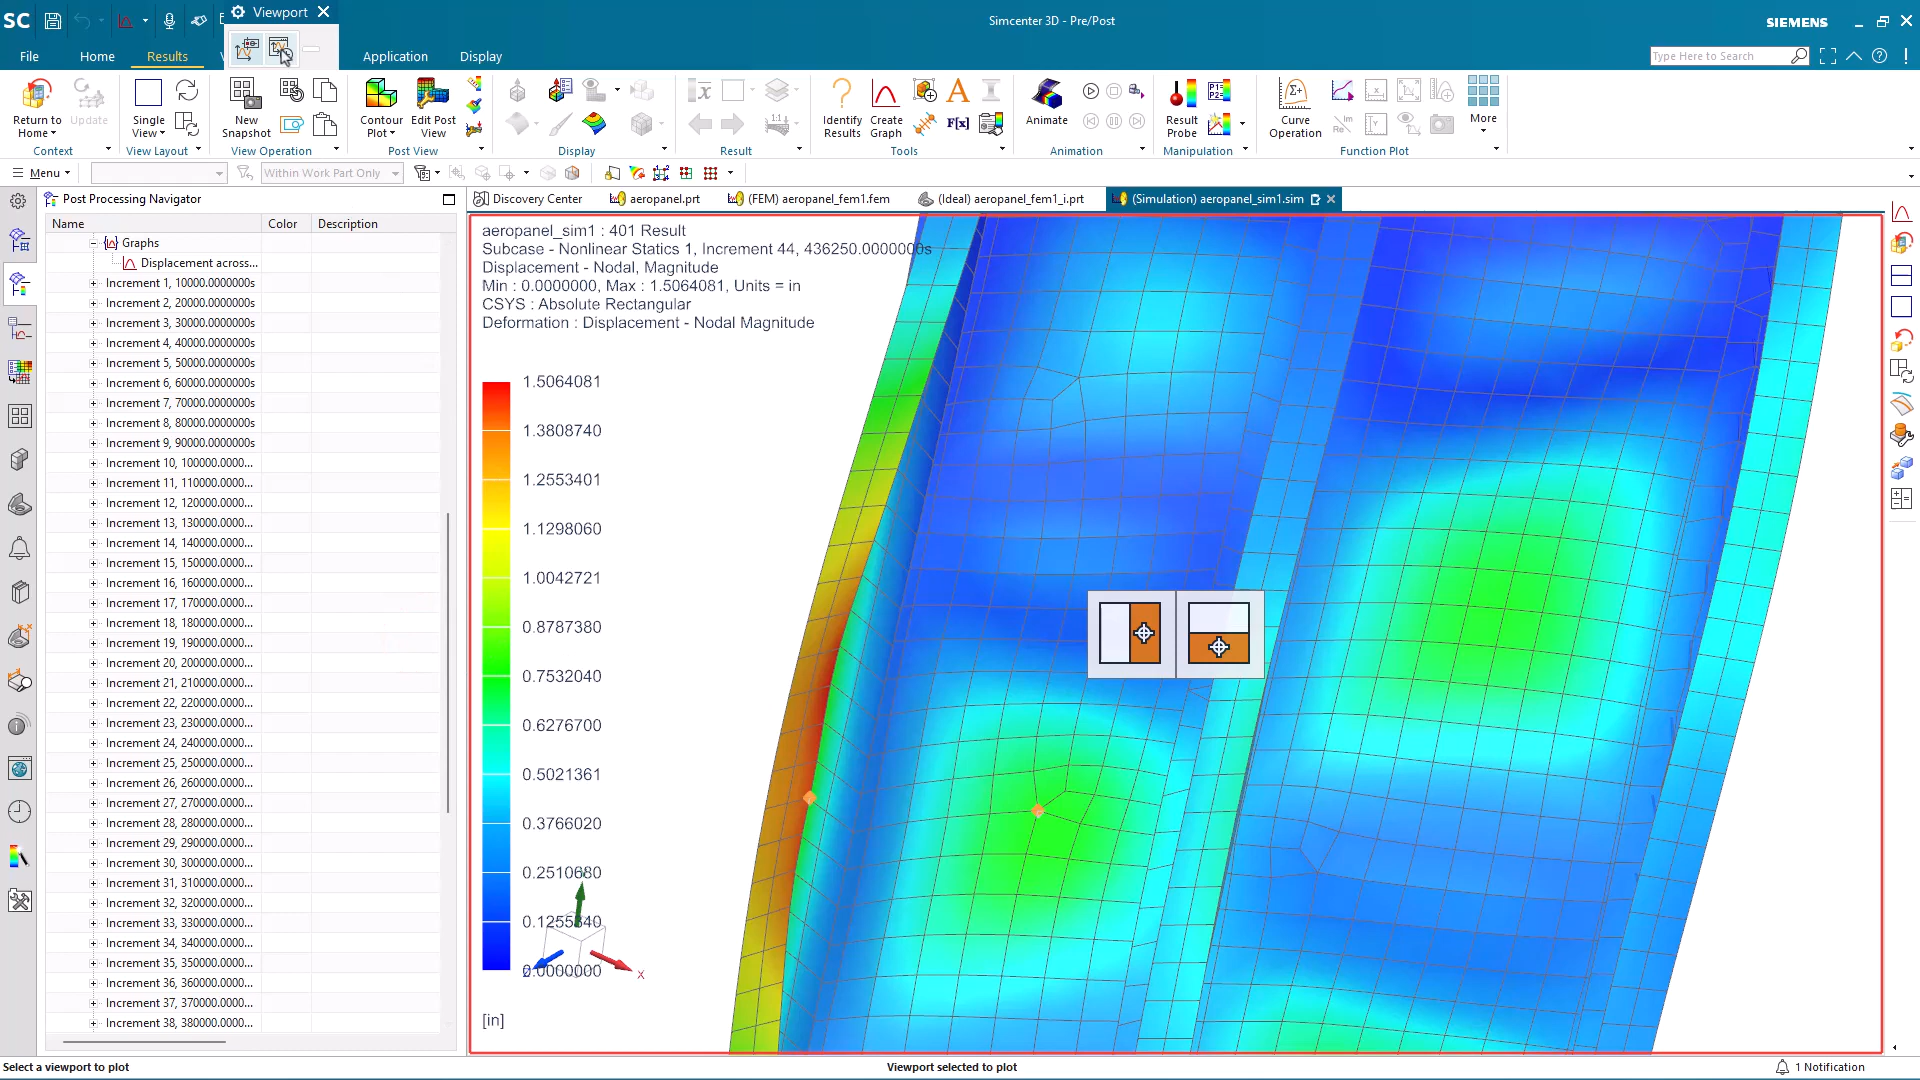 SC
Viewport
Simcenter 3D - Pre/Post
SIEMENS
File
Home
Results
Application
Display
Type Here to Search
Return to Home
Update
Single View
New Snapshot
Contour Plot
Edit Post View
Identify Results
Create Graph
Animate
Result Probe
Curve Operation
More
Context
View Layout
View Operation
Post View
Display
Result
Tools
Animation
Manipulation
Function Plot
Menu
Within Work Part Only
Post Processing Navigator
Discovery Center
aeropanel.prt
(FEM) aeropanel_fem1.fem
(Ideal) aeropanel_fem1_i.prt
(Simulation) aeropanel_sim1.sim
Name
Color
Description
Graphs
Displacement across...
Increment 1, 10000.0000000s
Increment 2, 20000.0000000s
Increment 3, 30000.0000000s
Increment 4, 40000.0000000s
Increment 5, 50000.0000000s
Increment 6, 60000.0000000s
Increment 7, 70000.0000000s
Increment 8, 80000.0000000s
Increment 9, 90000.0000000s
Increment 10, 100000.0000...
Increment 11, 110000.0000...
Increment 12, 120000.0000...
Increment 13, 130000.0000...
Increment 14, 140000.0000...
Increment 15, 150000.0000...
Increment 16, 160000.0000...
Increment 17, 170000.0000...
Increment 18, 180000.0000...
Increment 19, 190000.0000...
Increment 20, 200000.0000...
Increment 21, 210000.0000...
Increment 22, 220000.0000...
Increment 23, 230000.0000...
Increment 24, 240000.0000...
Increment 25, 250000.0000...
Increment 26, 260000.0000...
Increment 27, 270000.0000...
Increment 28, 280000.0000...
Increment 29, 290000.0000...
Increment 30, 300000.0000...
Increment 31, 310000.0000...
Increment 32, 320000.0000...
Increment 33, 330000.0000...
Increment 34, 340000.0000...
Increment 35, 350000.0000...
Increment 36, 360000.0000...
Increment 37, 370000.0000...
Increment 38, 380000.0000...
aeropanel_sim1 : 401 Result
Subcase - Nonlinear Statics 1, Increment 44, 436250.0000000s
Displacement - Nodal, Magnitude
Min : 0.0000000, Max : 1.5064081, Units = in
CSYS : Absolute Rectangular
Deformation : Displacement - Nodal Magnitude
1.5064081
1.3808740
1.2553401
1.1298060
1.0042721
0.8787380
0.7532040
0.6276700
0.5021361
0.3766020
0.2510680
0.1255340
0.0000000
X
[in]
Select a viewport to plot
Viewport selected to plot
1 Notification